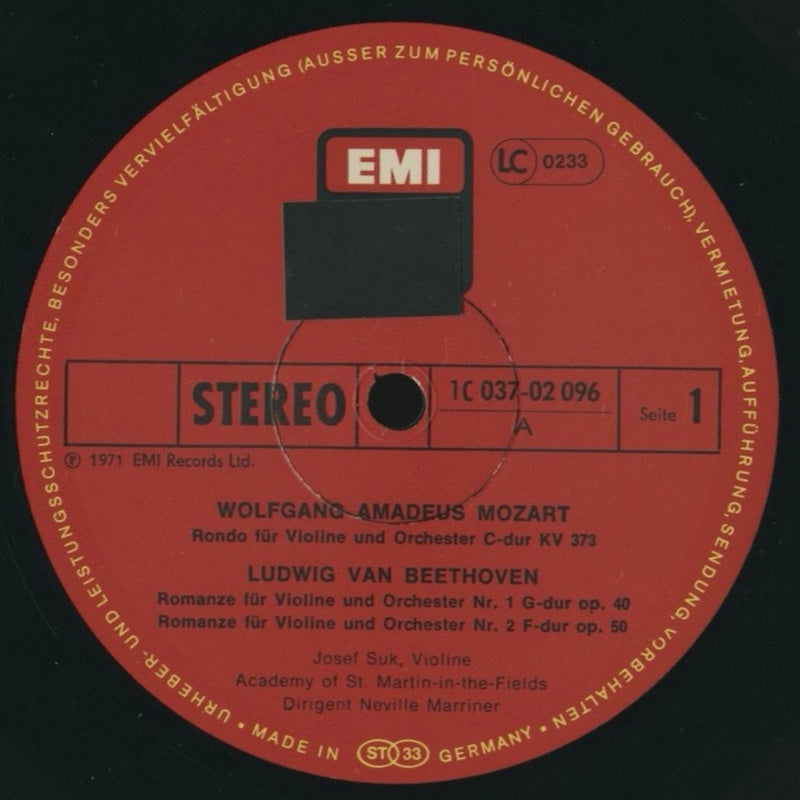 URHEBER- UND LEISTUNGSSCHUTZRECHTE, BESONDERS VERVIELFÄLTIGUNG (AUSSER ZUM PERSÖNLICHEN GEBRAUCH), VERMIETUNG, AUFFÜHRUNG, SENDUNG, VORBEHALTEN
EMI
LC 0233
STEREO
1C 037-02 096
A
Seite 1
℗ 1971 EMI Records Ltd.
WOLFGANG AMADEUS MOZART
Rondo für Violine und Orchester C-dur KV 373
LUDWIG VAN BEETHOVEN
Romanze für Violine und Orchester Nr. 1 G-dur op. 40
Romanze für Violine und Orchester Nr. 2 F-dur op. 50
Josef Suk, Violine
Academy of St. Martin-in-the-Fields
Dirigent Neville Marriner
▪ MADE IN ST 33 GERMANY ▪